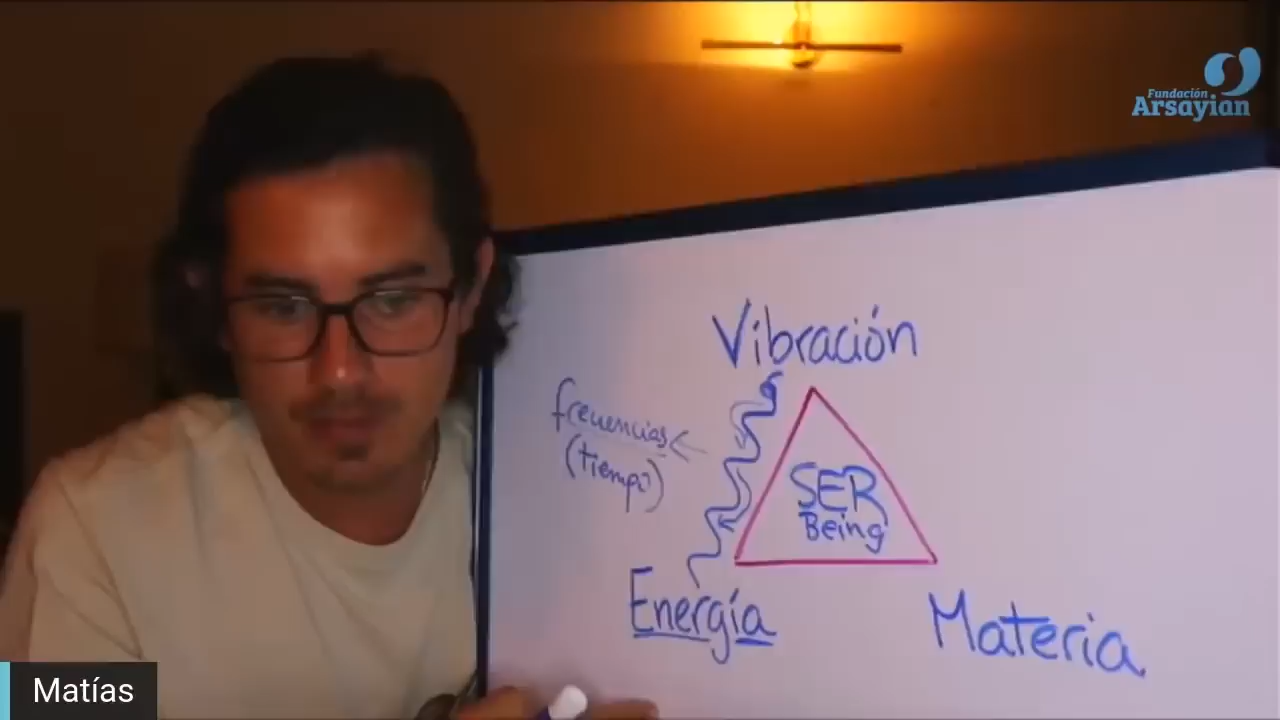 Fundación
Arsayian
Vibración
frecuencias
(tiempo)
SER
Being
Energía
Materia
Matías